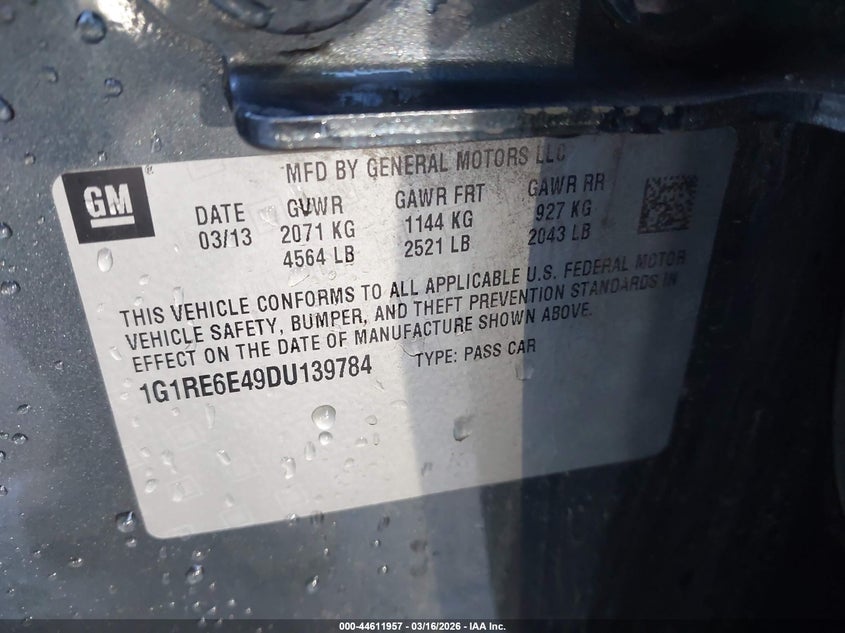 MFD BY GENERAL MOTORS LLC
GM
DATE GVWR GAWR FRT GAWR RR
03/13 2071 KG 1144 KG 927 KG
4564 LB 2521 LB 2043 LB
THIS VEHICLE CONFORMS TO ALL APPLICABLE U.S. FEDERAL MOTOR
VEHICLE SAFETY, BUMPER, AND THEFT PREVENTION STANDARDS IN
EFFECT ON THE DATE OF MANUFACTURE SHOWN ABOVE.
1G1RE6E49DU139784 TYPE: PASS CAR
000-44611957 - 03/16/2026 - IAA Inc.